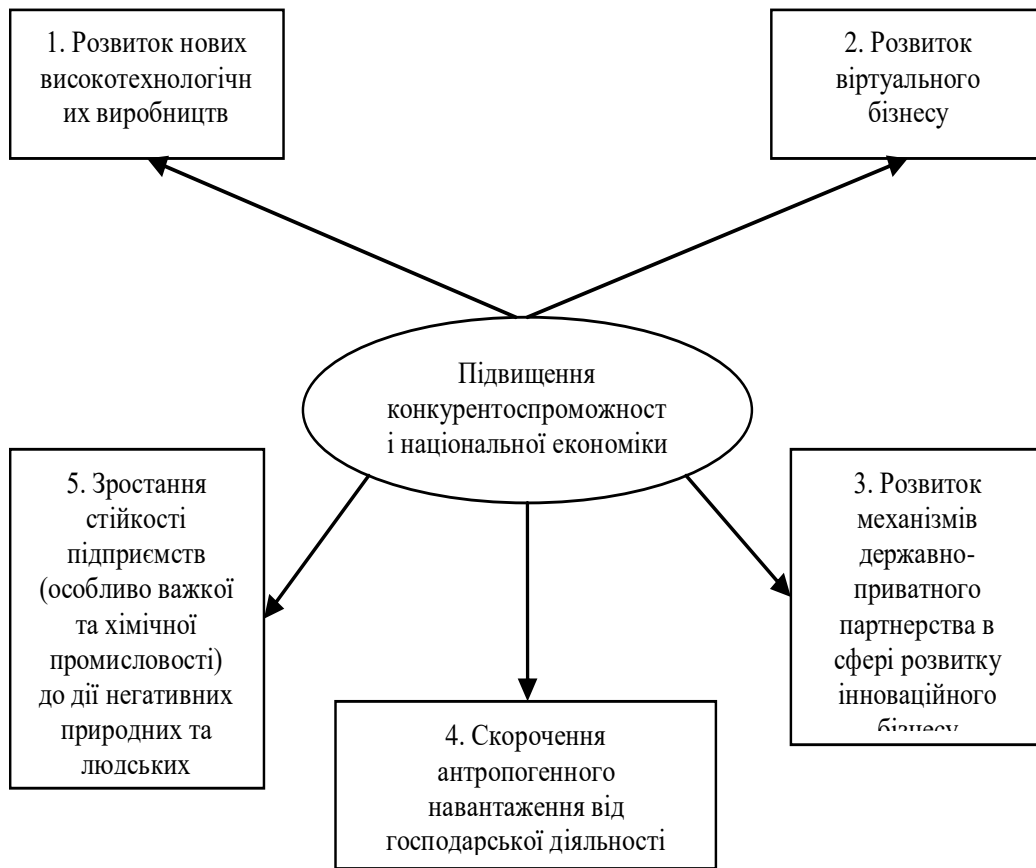 1. Розвиток нових
високотехнологічн
их виробництв
2. Розвиток
віртуального
бізнесу
Підвищення
конкурентоспроможност
і національної економіки
5. Зростання
стійкості
підприємств
(особливо важкої
та хімічної
промисловості)
до дії негативних
природних та
людських
3. Розвиток
механізмів
державно-
приватного
партнерства в
сфері розвитку
інноваційного
бізнесу
4. Скорочення
антропогенного
навантаження від
господарської діяльності